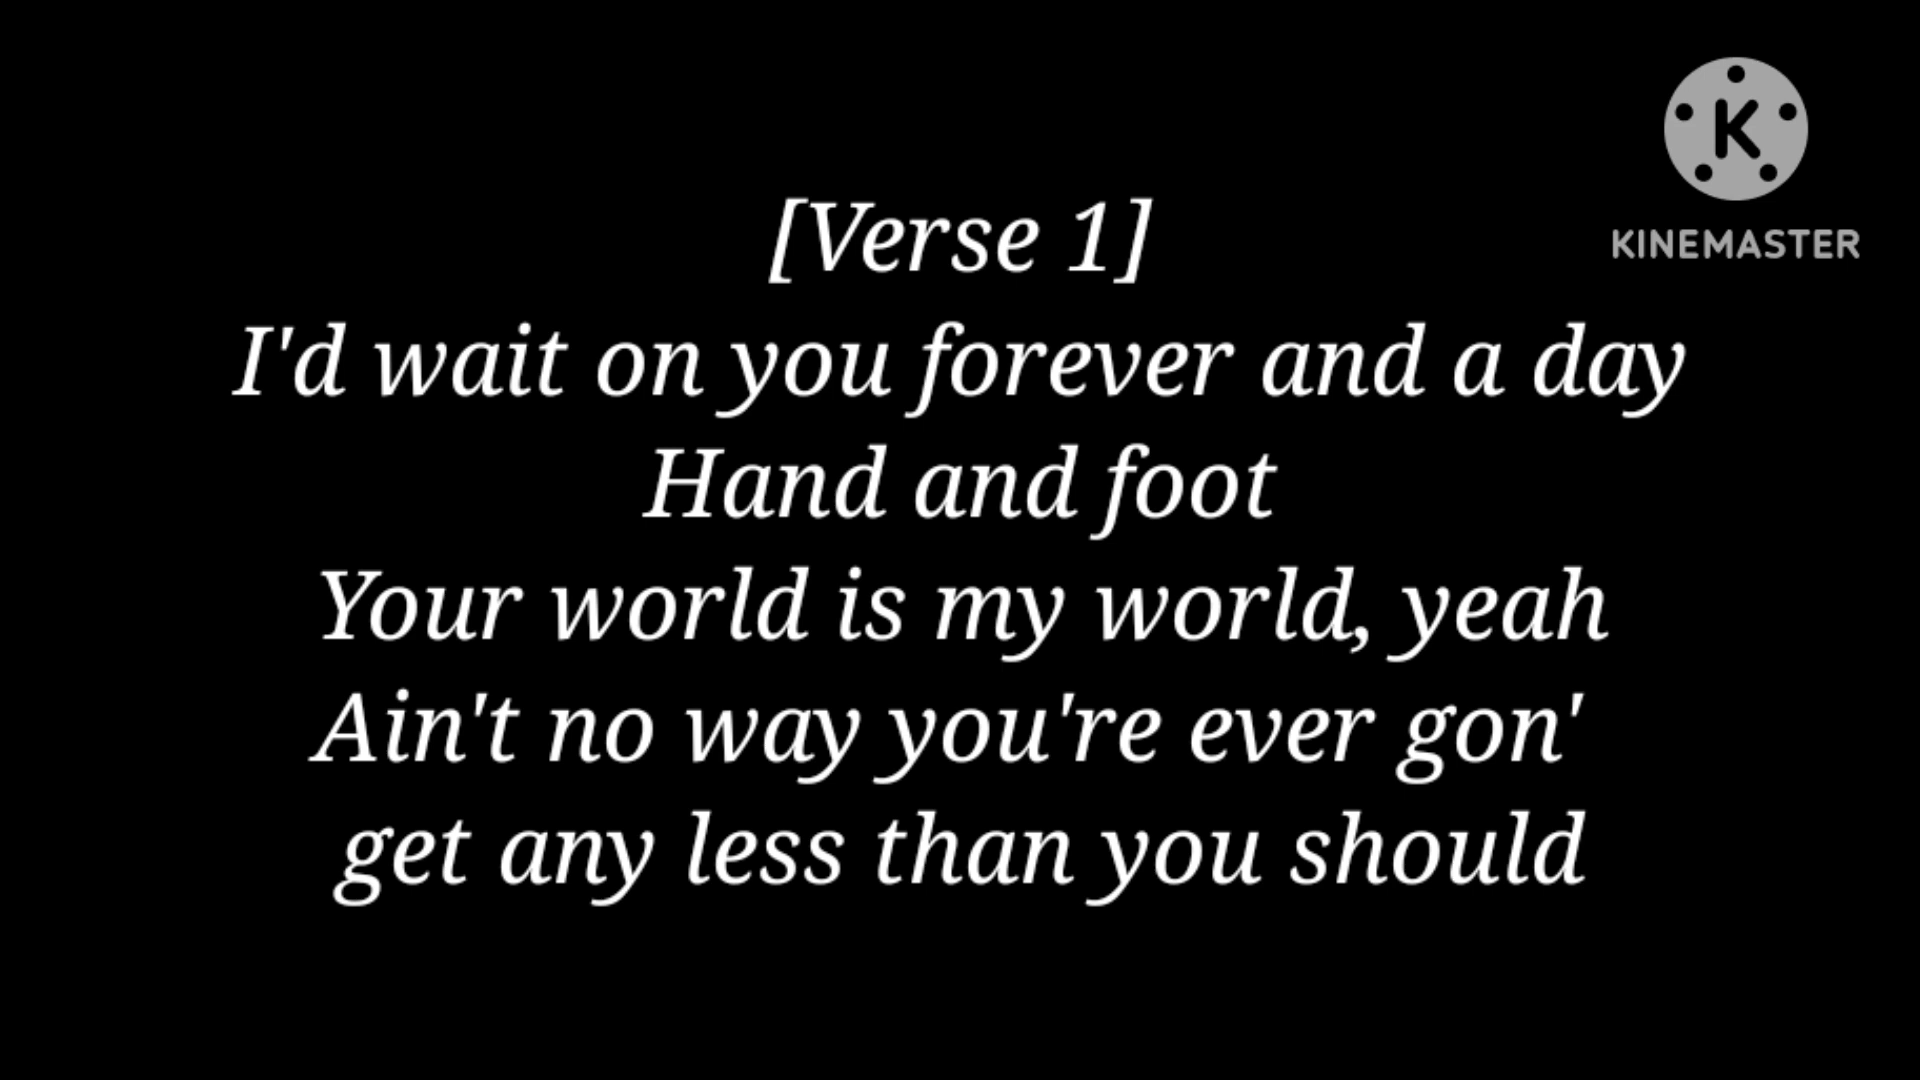 K
KINEMASTER
[Verse 1]
I'd wait on you forever and a day
Hand and foot
Your world is my world, yeah
Ain't no way you're ever gon'
get any less than you should